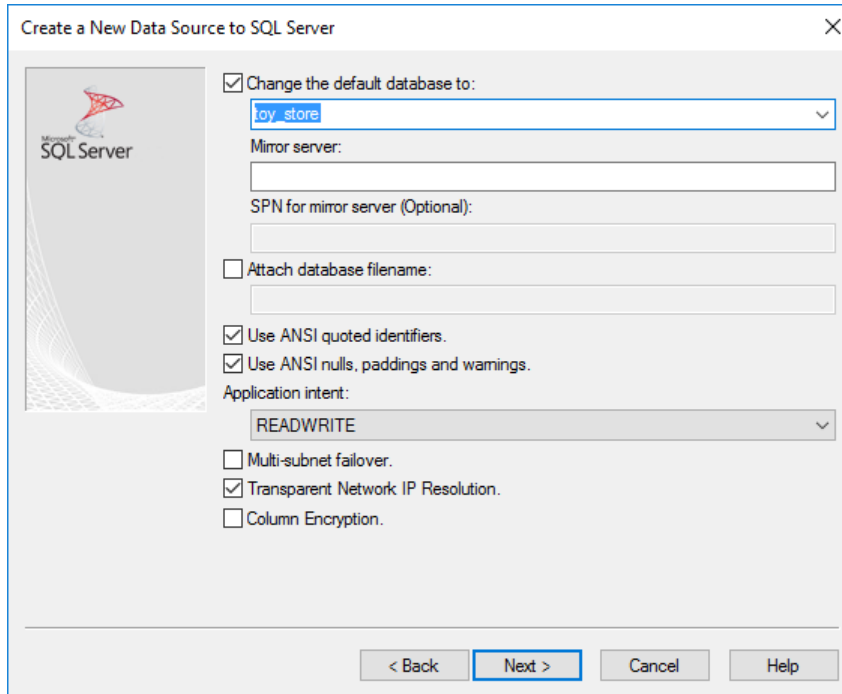 Create a New Data Source to SQL Server
Microsoft
SQL Server
Change the default database to:
toy_store
Mirror server:
SPN for mirror server (Optional):
Attach database filename:
Use ANSI quoted identifiers.
Use ANSI nulls, paddings and warnings.
Application intent:
READWRITE
Multi-subnet failover.
Transparent Network IP Resolution.
Column Encryption.
< Back Next > Cancel Help